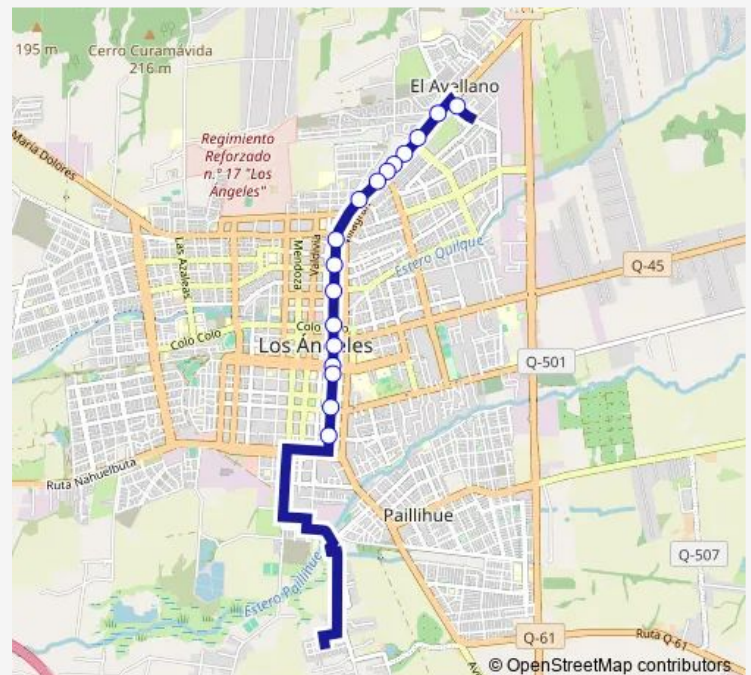 195 m
Cerro Curamávida
216 m
El Avellano
María Dolores
Regimiento
Reforzado
n.º 17 "Los
Ángeles"
Las Azaleas
Mendoza
Valdivia
Estero Quilque
Q-45
Colo Colo
Colo Colo
Los Ángeles
Q-501
Ruta Nahuelbuta
Paillihue
Q-507
Estero Paillihue
Q-61
Ruta Q-61
© OpenStreetMap contributors